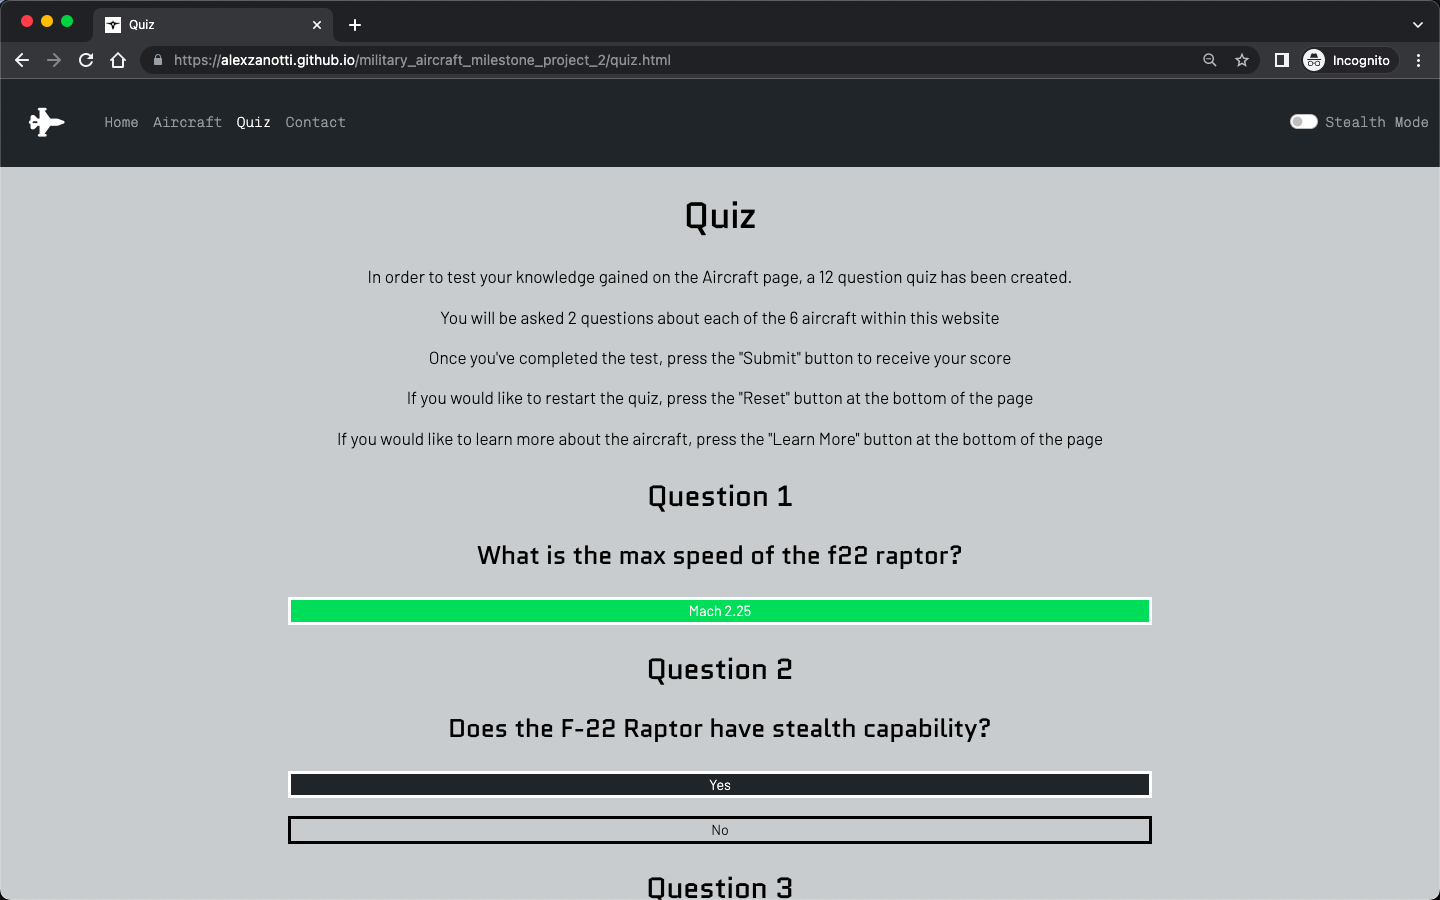 Quiz
https://alexzanotti.github.io/military_aircraft_milestone_project_2/quiz.html
Incognito
Home Aircraft Quiz Contact
Stealth Mode
Quiz
In order to test your knowledge gained on the Aircraft page, a 12 question quiz has been created.
You will be asked 2 questions about each of the 6 aircraft within this website
Once you've completed the test, press the "Submit" button to receive your score
If you would like to restart the quiz, press the "Reset" button at the bottom of the page
If you would like to learn more about the aircraft, press the "Learn More" button at the bottom of the page
Question 1
What is the max speed of the f22 raptor?
Mach 2.25
Question 2
Does the F-22 Raptor have stealth capability?
Yes
No
Question 3